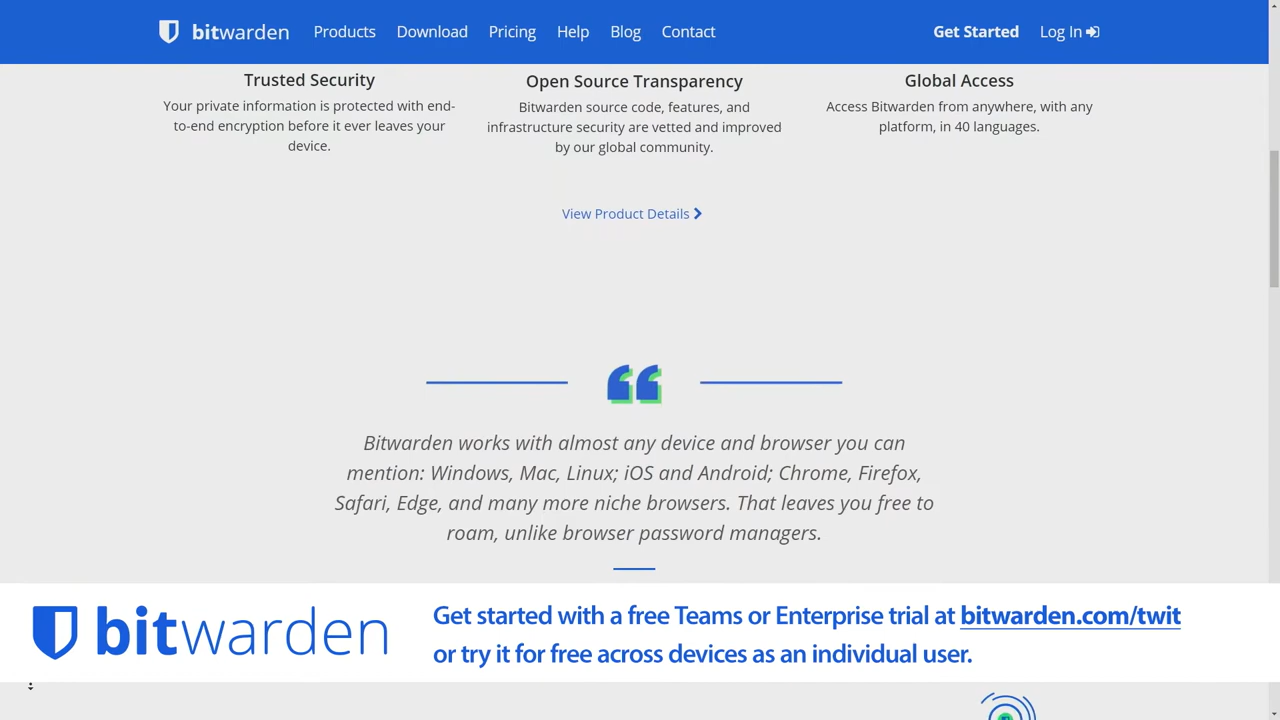 bitwarden Products Download Pricing Help Blog Contact Get Started Log In
Trusted Security
Your private information is protected with end-
to-end encryption before it ever leaves your
device.
Open Source Transparency
Bitwarden source code, features, and
infrastructure security are vetted and improved
by our global community.
Global Access
Access Bitwarden from anywhere, with any
platform, in 40 languages.
View Product Details
Bitwarden works with almost any device and browser you can
mention: Windows, Mac, Linux; iOS and Android; Chrome, Firefox,
Safari, Edge, and many more niche browsers. That leaves you free to
roam, unlike browser password managers.
bitwarden
Get started with a free Teams or Enterprise trial at bitwarden.com/twit
or try it for free across devices as an individual user.